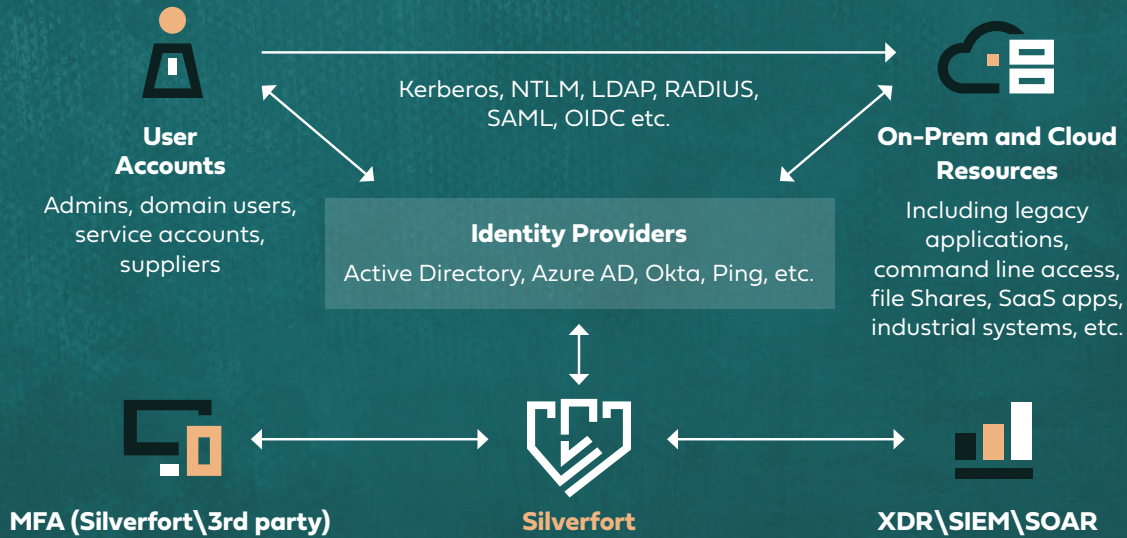 Kerberos, NTLM, LDAP, RADIUS,
SAML, OIDC etc.
User
Accounts
Admins, domain users,
service accounts,
suppliers
On-Prem and Cloud
Resources
Including legacy
applications,
command line access,
file Shares, SaaS apps,
industrial systems, etc.
Identity Providers
Active Directory, Azure AD, Okta, Ping, etc.
MFA (Silverfort\3rd party)
Silverfort
XDR\SIEM\SOAR